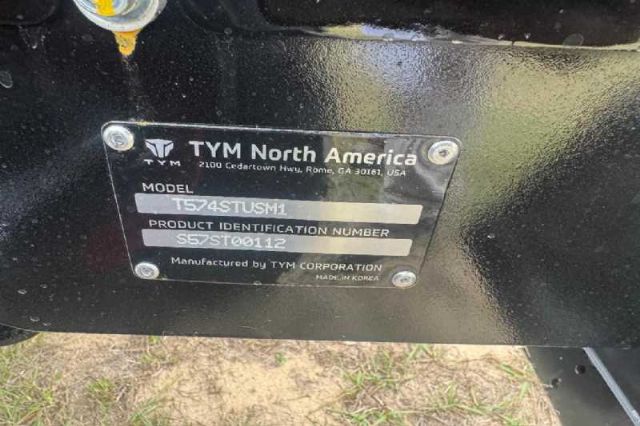 TYM
TYM North America
2100 Cedartown Hwy, Rome, GA 30161, USA
MODEL
T574STUSM1
PRODUCT IDENTIFICATION NUMBER
S57ST00112
Manufactured by TYM CORPORATION
MADE IN KOREA